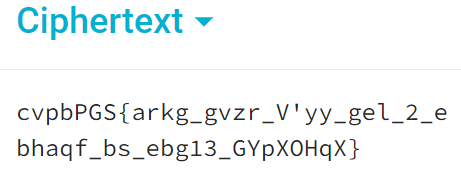 Ciphertext
cvpbPGS{arkg_gvzr_V'yy_gel_2_e
bhaqf_bs_ebg13_GYpXOHqX}